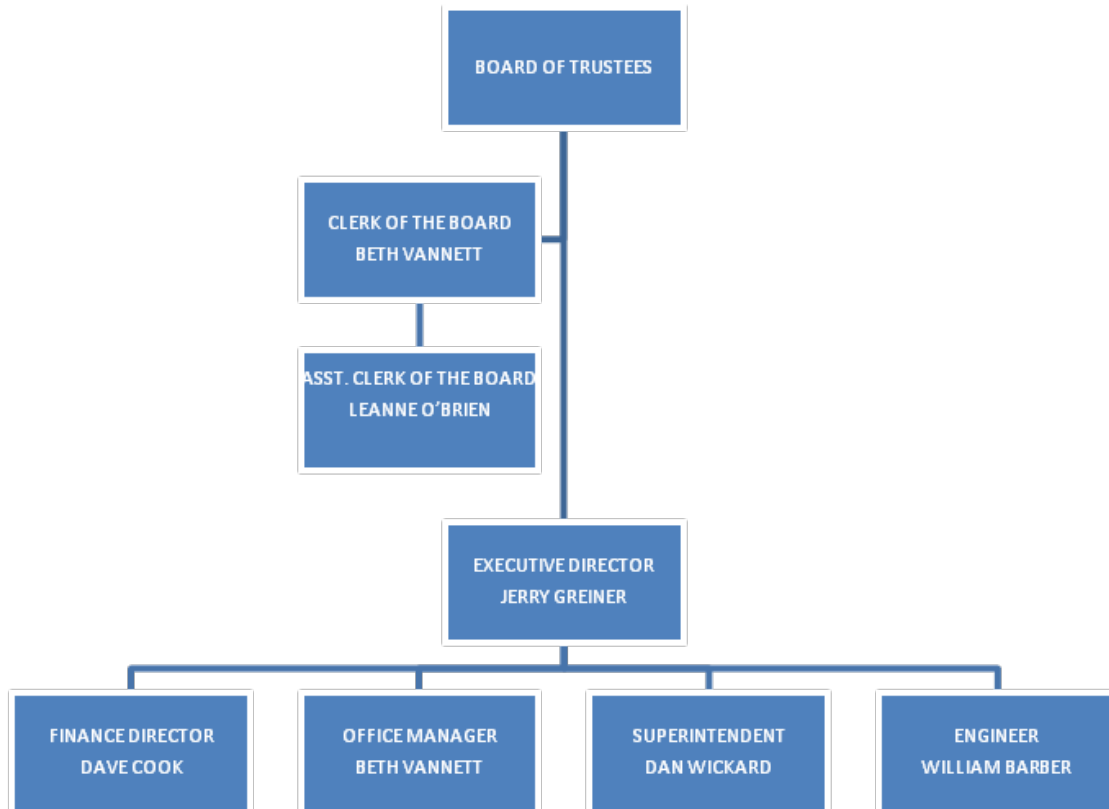 BOARD OF TRUSTEES
CLERK OF THE BOARD
BETH VANNETT
ASST. CLERK OF THE BOARD
LEANNE O’BRIEN
EXECUTIVE DIRECTOR
JERRY GREINER
FINANCE DIRECTOR
DAVE COOK
OFFICE MANAGER
BETH VANNETT
SUPERINTENDENT
DAN WICKARD
ENGINEER
WILLIAM BARBER